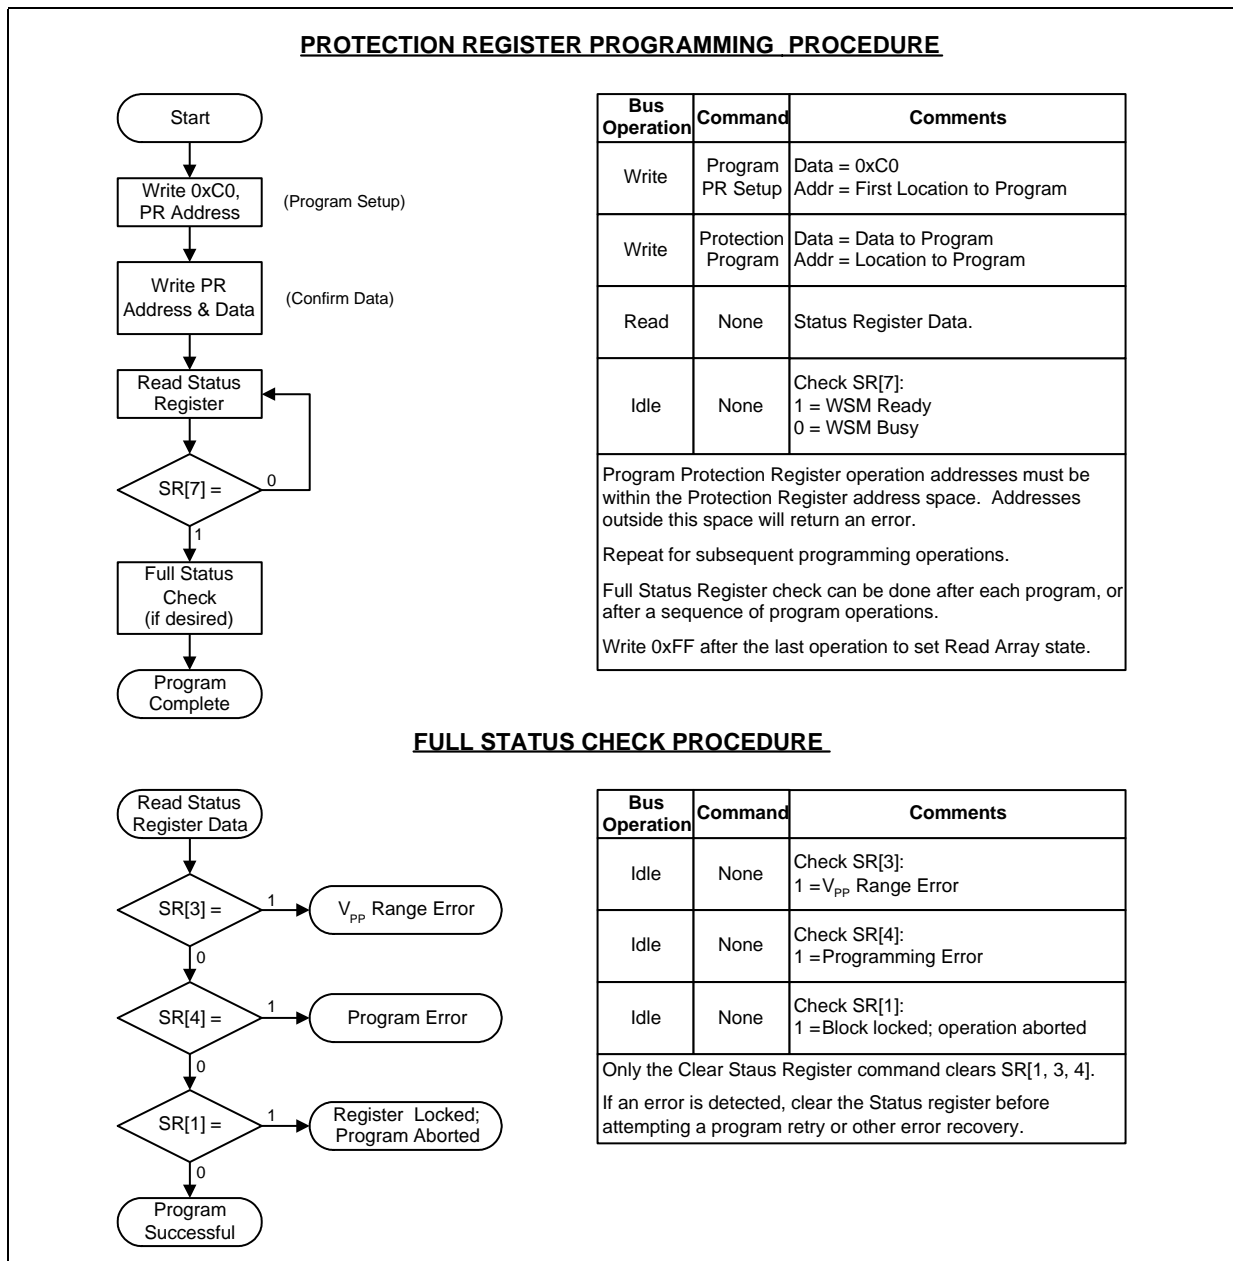 PROTECTION REGISTER PROGRAMMING PROCEDURE
Start
Write 0xC0,
PR Address
(Program Setup)
Write PR
Address & Data
(Confirm Data)
Read Status
Register
SR[7] =
0
1
Full Status
Check
(if desired)
Program
Complete
Bus
Operation
Command
Comments
Write
Program
PR Setup
Data = 0xC0
Addr = First Location to Program
Write
Protection
Program
Data = Data to Program
Addr = Location to Program
Read
None
Status Register Data.
Idle
None
Check SR[7]:
1 = WSM Ready
0 = WSM Busy
Program Protection Register operation addresses must be
within the Protection Register address space. Addresses
outside this space will return an error.
Repeat for subsequent programming operations.
Full Status Register check can be done after each program, or
after a sequence of program operations.
Write 0xFF after the last operation to set Read Array state.
FULL STATUS CHECK PROCEDURE
Read Status
Register Data
SR[3] =
1
VPP Range Error
0
SR[4] =
1
Program Error
0
SR[1] =
1
Register Locked;
Program Aborted
0
Program
Successful
Bus
Operation
Command
Comments
Idle
None
Check SR[3]:
1 =VPP Range Error
Idle
None
Check SR[4]:
1 =Programming Error
Idle
None
Check SR[1]:
1 =Block locked; operation aborted
Only the Clear Staus Register command clears SR[1, 3, 4].
If an error is detected, clear the Status register before
attempting a program retry or other error recovery.